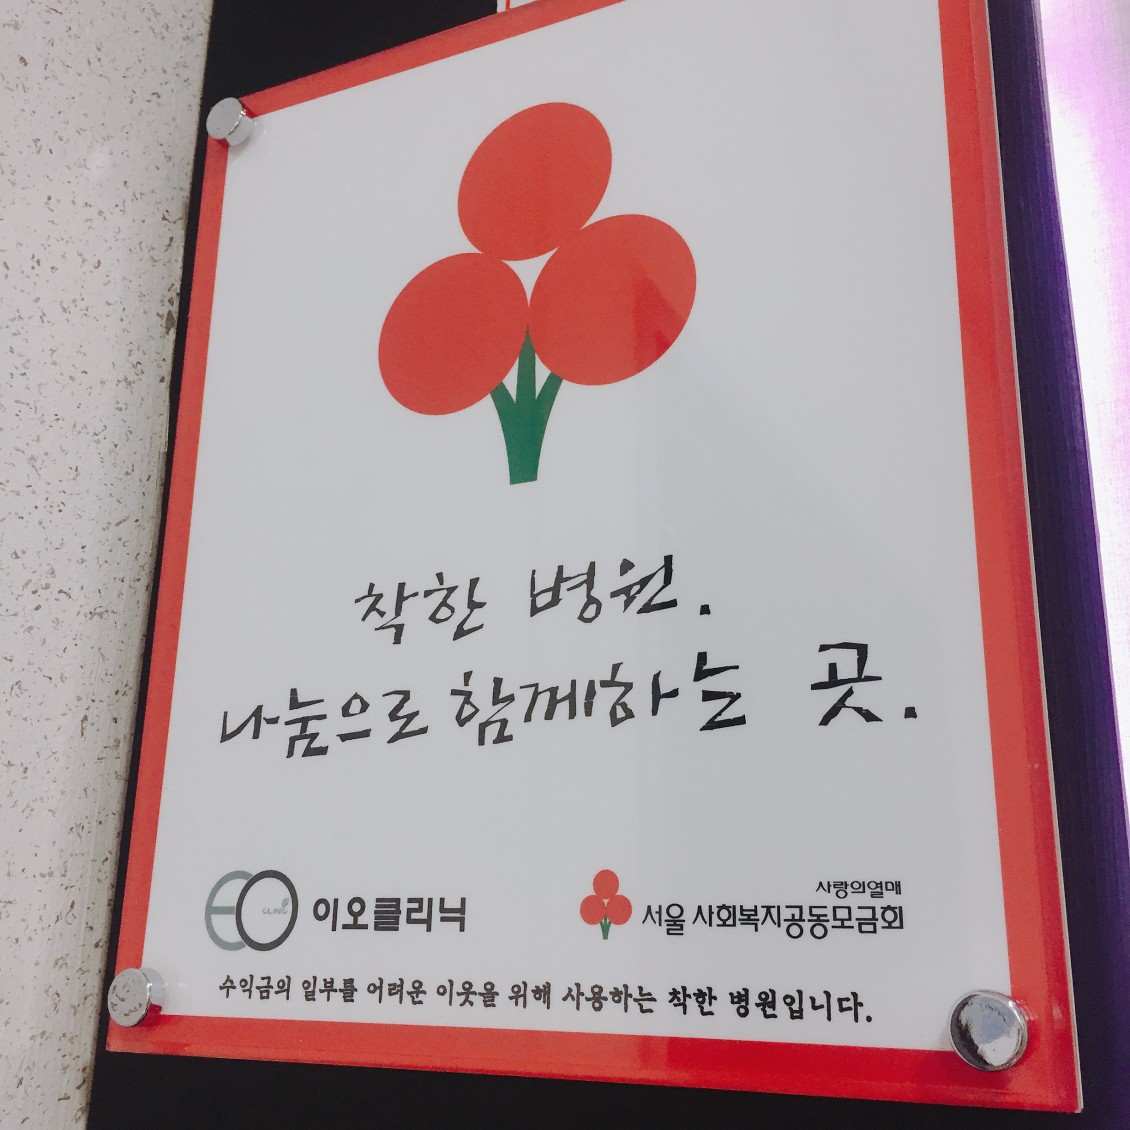 착한 병원.
나눔으로 함께하는 곳.
EO CLINIC 이오클리닉
사랑의열매
서울 사회복지공동모금회
수익금의 일부를 어려운 이웃을 위해 사용하는 착한 병원입니다.